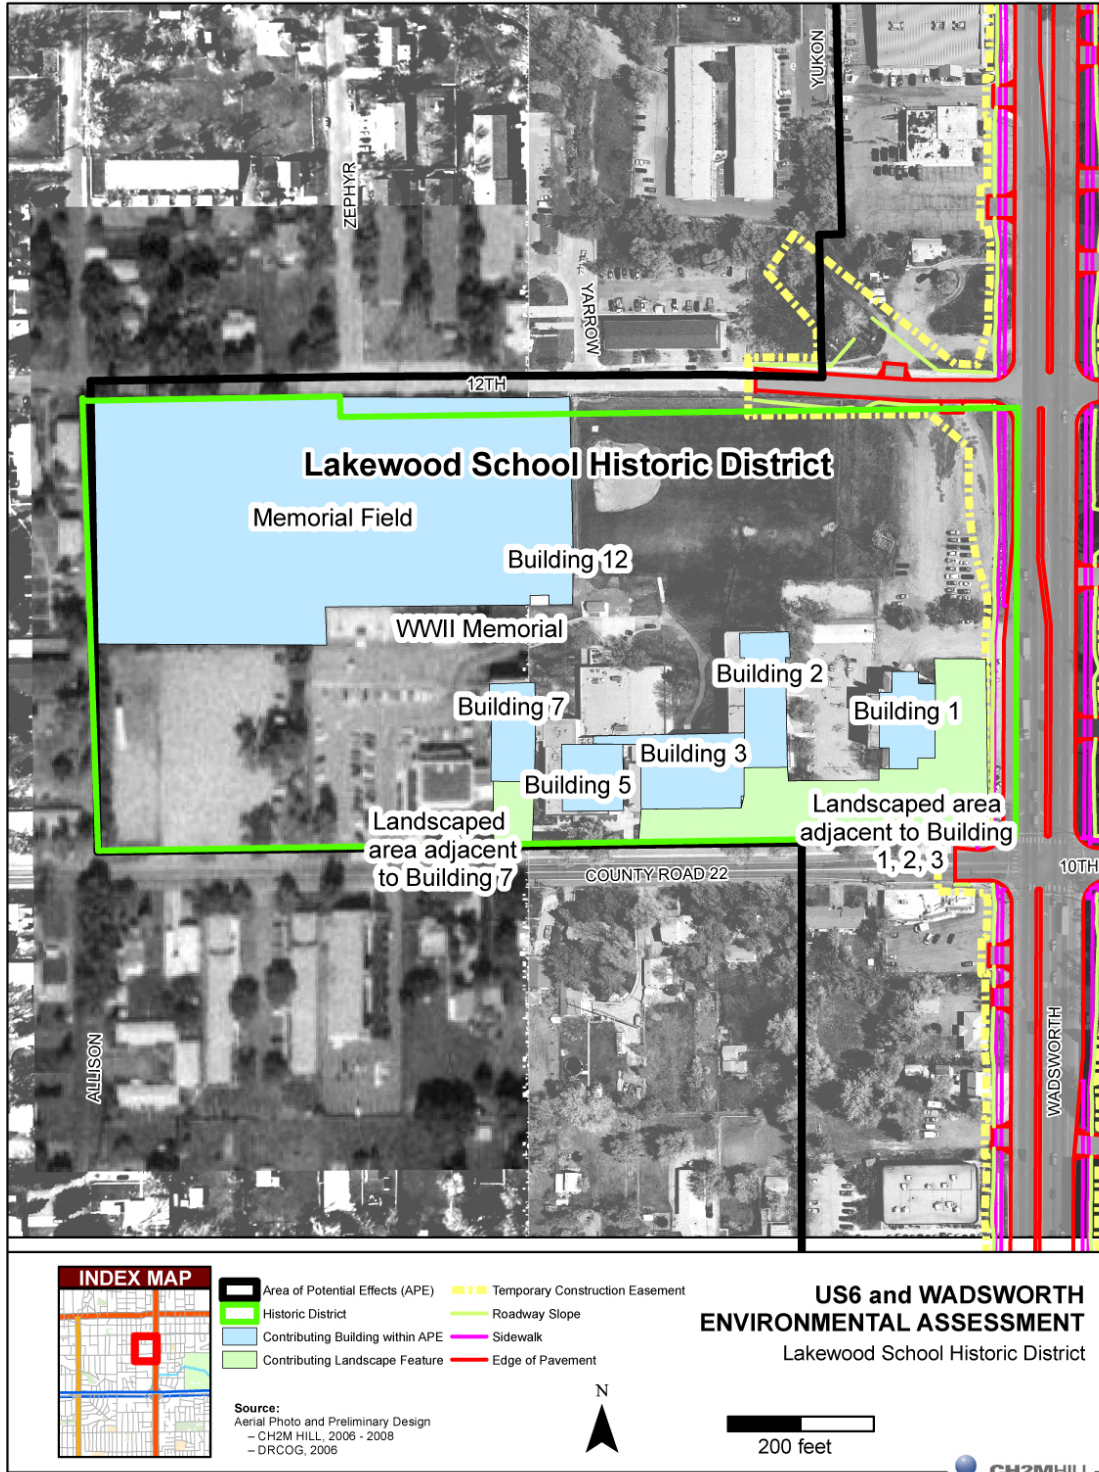 YUKON
ZEPHYR
YARROW
12TH
Lakewood School Historic District
Memorial Field
Building 12
WWII Memorial
Building 2
Building 7
Building 1
Building 3
Building 5
Landscaped
area adjacent
to Building 7
Landscaped area
adjacent to Building
1, 2, 3
COUNTY ROAD 22
10TH
ALLISON
WADSWORTH
INDEX MAP
Area of Potential Effects (APE)
Historic District
Contributing Building within APE
Contributing Landscape Feature
Temporary Construction Easement
Roadway Slope
Sidewalk
Edge of Pavement
Source:
Aerial Photo and Preliminary Design
– CH2M HILL, 2006 - 2008
– DRCOG, 2006
N
200 feet
US6 and WADSWORTH
ENVIRONMENTAL ASSESSMENT
Lakewood School Historic District
CH2MHILL